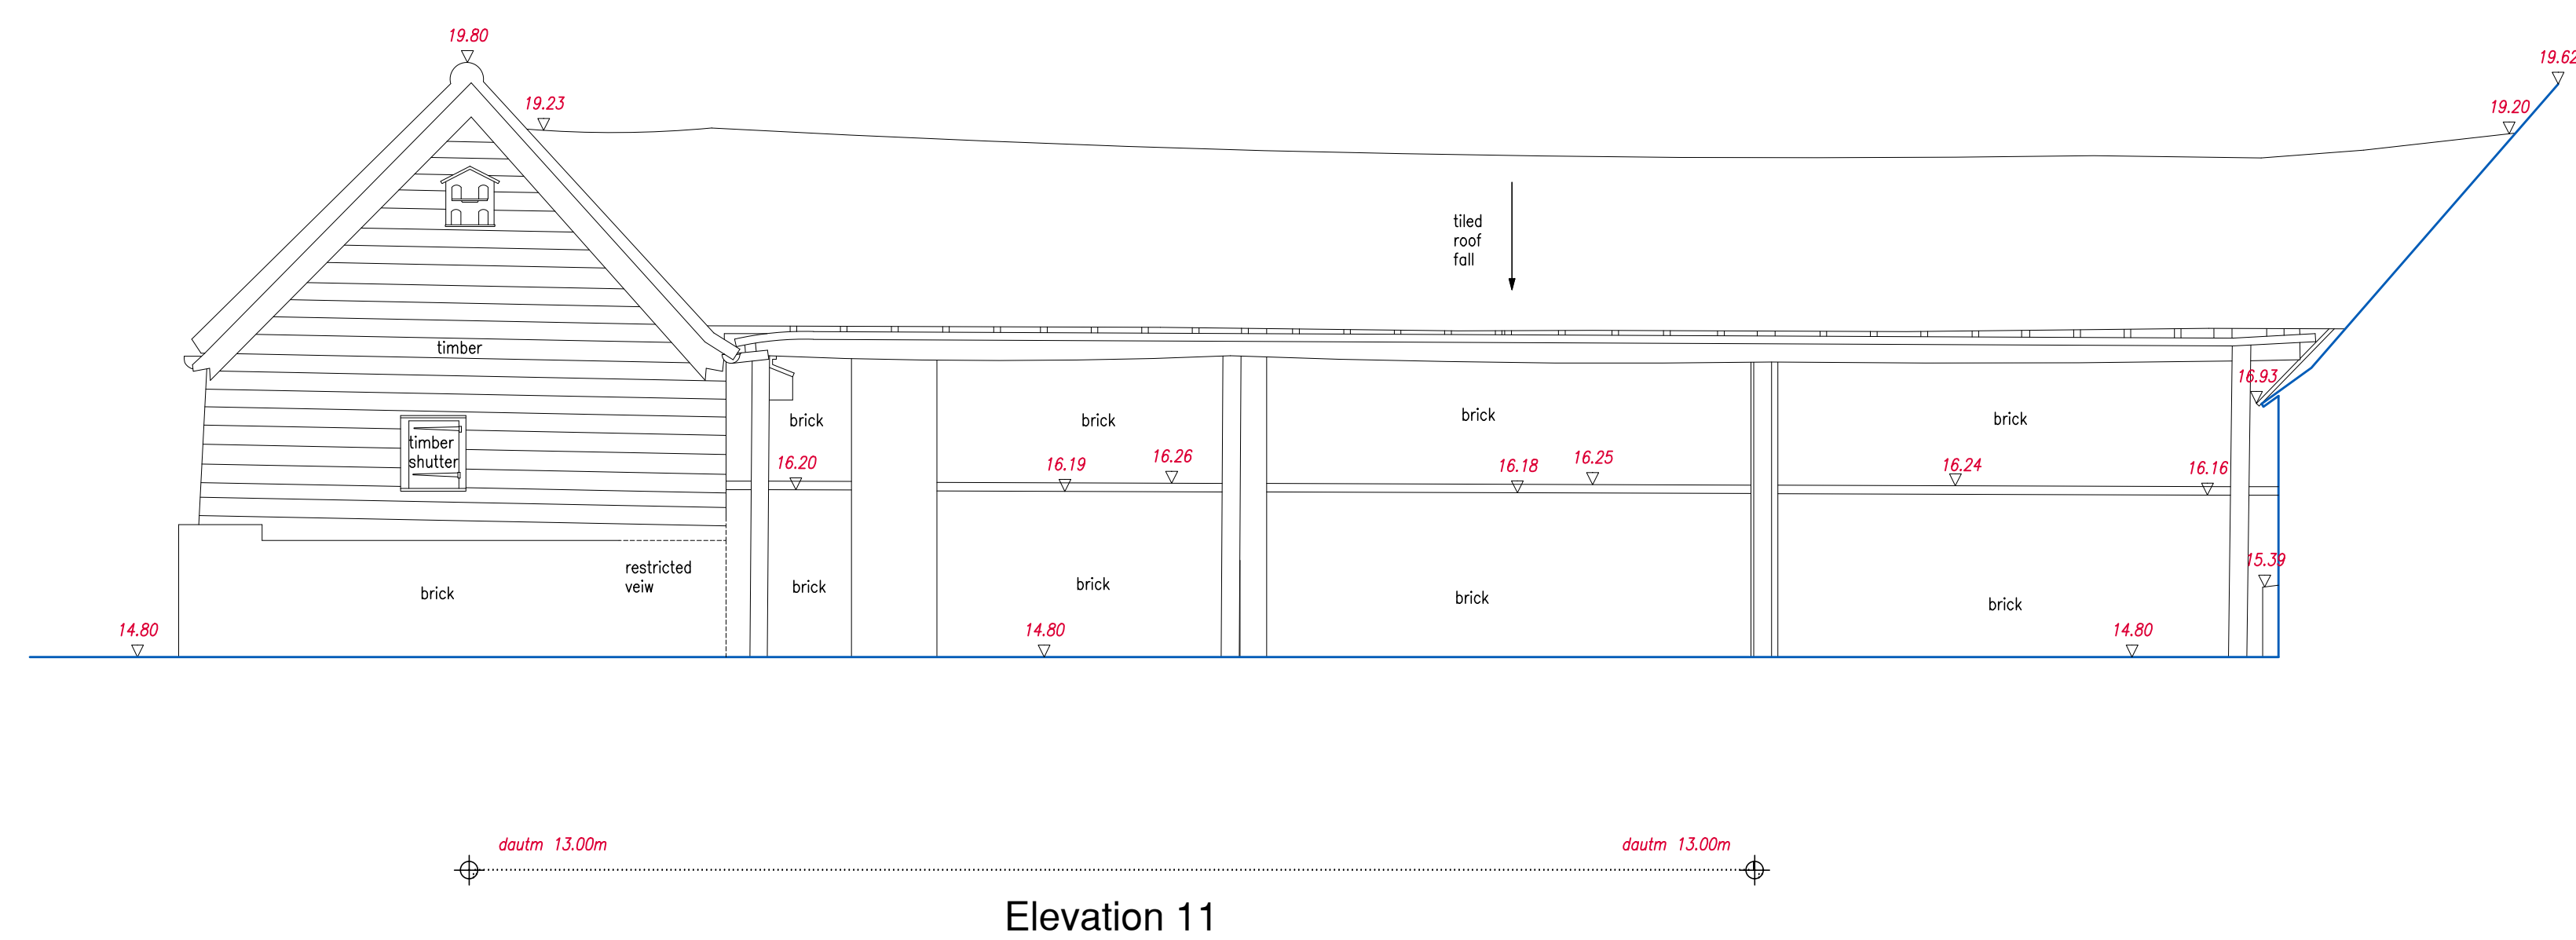 19.80
19.62
19.23
19.20
tiled
roof
fall
timber
16.93
brick
brick
brick
brick
timber
shutter
16.20
16.19
16.26
16.18
16.25
16.24
16.16
restricted
veiw
15.39
brick
brick
brick
brick
brick
14.80
14.80
14.80
dautm 13.00m
dautm 13.00m
Elevation 11